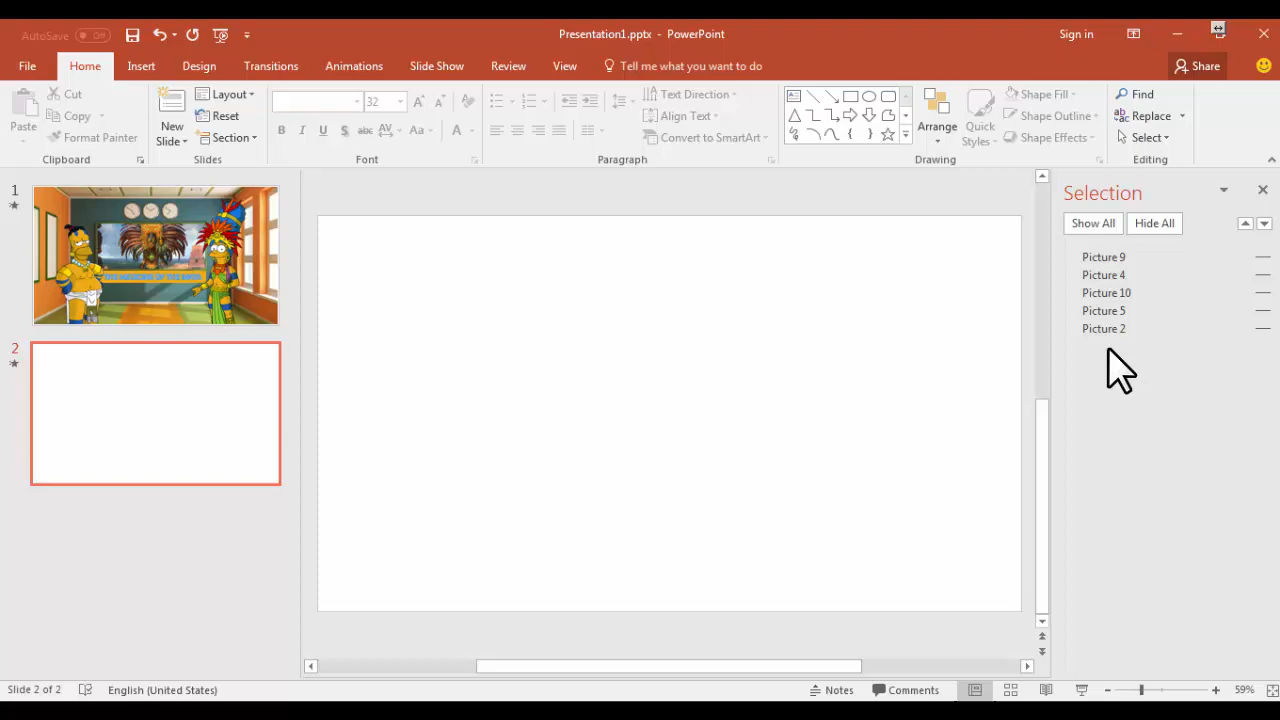 AutoSave Off
Presentation1.pptx - PowerPoint
Sign in
File Home Insert Design Transitions Animations Slide Show Review View Tell me what you want to do Share
Paste
Cut
Copy
Format Painter
Clipboard
New Slide
Layout
Reset
Section
Slides
32
B I U S abc AV Aa A
Font
Text Direction
Align Text
Convert to SmartArt
Paragraph
Arrange
Quick Styles
Shape Fill
Shape Outline
Shape Effects
Drawing
Find
Replace
Select
Editing
1
2
Selection
Show All Hide All
Picture 9
Picture 4
Picture 10
Picture 5
Picture 2
Slide 2 of 2 English (United States) Notes Comments 59%